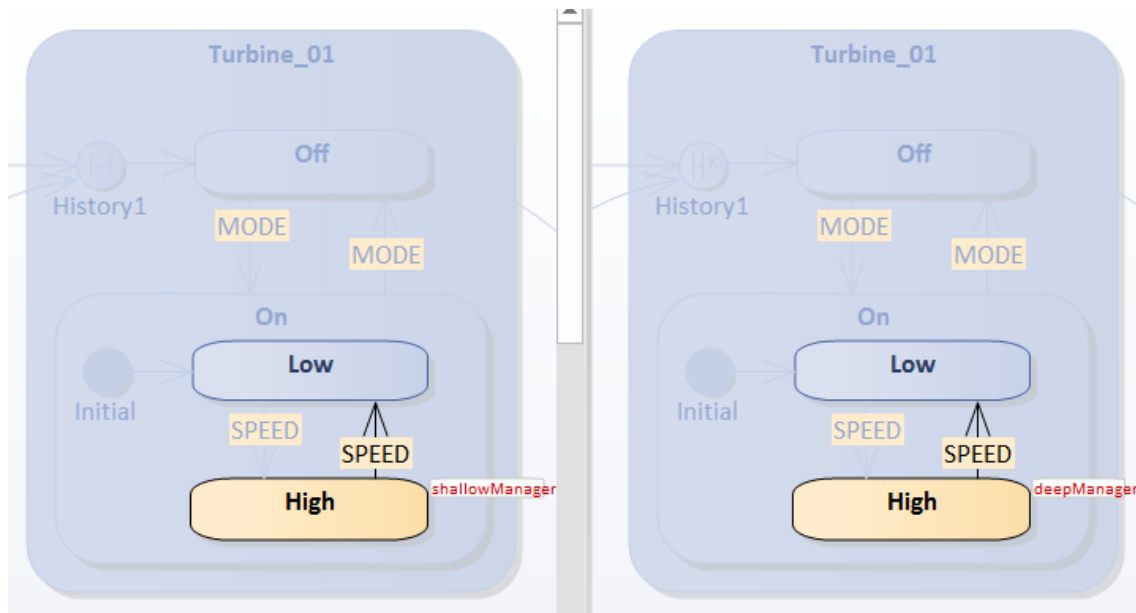 Turbine_01
H
Off
History1
MODE
MODE
On
Low
Initial
SPEED
SPEED
High
shallowManager
Turbine_01
H*
Off
History1
MODE
MODE
On
Low
Initial
SPEED
SPEED
High
deepManager